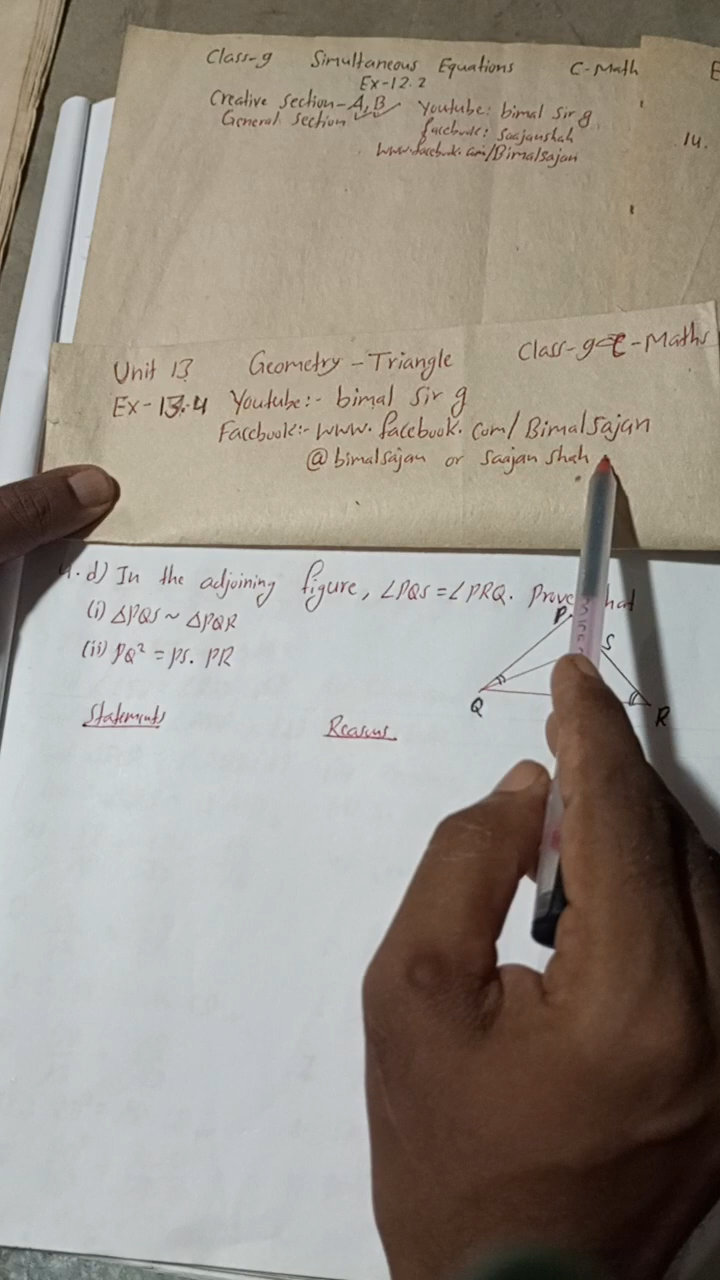 Class-9 Simultaneous Equations C-Math E
Ex-12.2
Creative section-A, B Youtube: bimal sir g
General section facebook: Saajanshah
www.facebook.com/Bimalsajan
14.
Unit 13 Geometry - Triangle Class-9 C-Maths
Ex-13.4 Youtube:- bimal sir g
Facebook:- www.facebook.com/Bimalsajan
@bimalsajan or saajan shah
d) In the adjoining figure, ∠PQS = ∠PRQ. Prove
(i) ΔPQS ~ ΔPQR
(ii) PQ² = PS. PR
P
S
Q
R
Statements Reasons